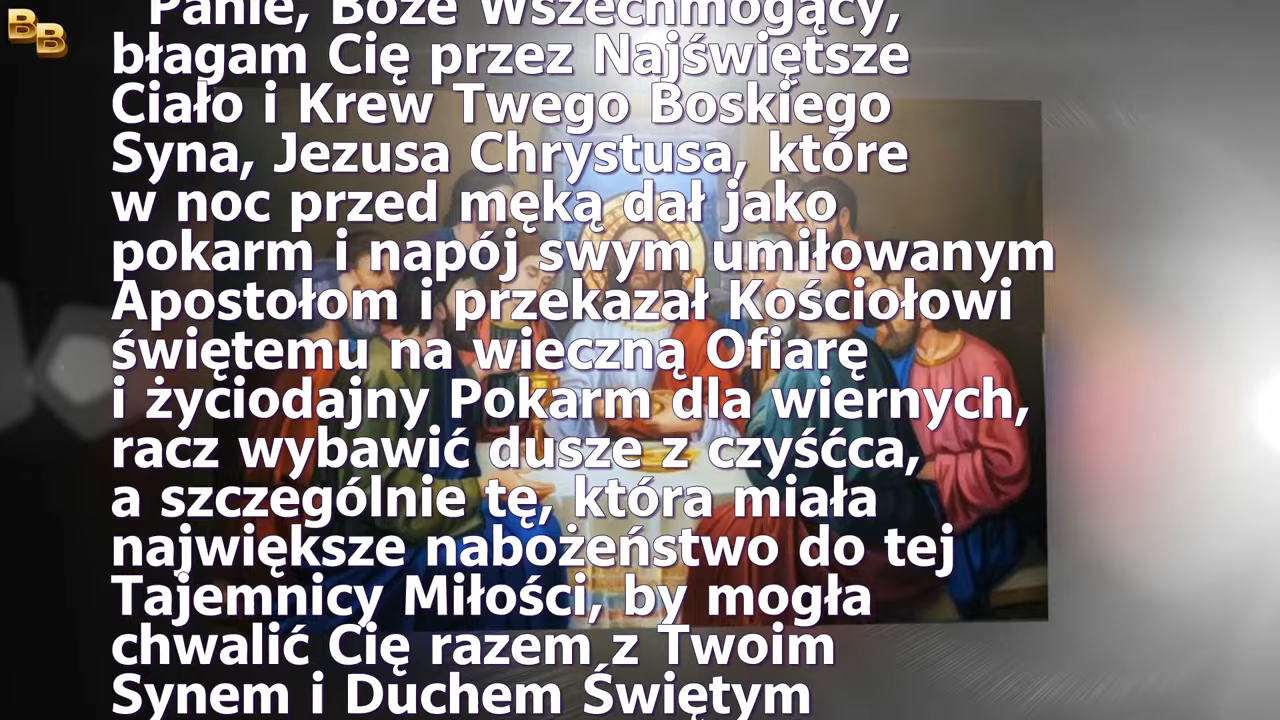 BB
Panie, Boże Wszechmogący,
błagam Cię przez Najświętsze
Ciało i Krew Twego Boskiego
Syna, Jezusa Chrystusa, które
w noc przed męką dał jako
pokarm i napój swym umiłowanym
Apostołom i przekazał Kościołowi
świętemu na wieczną Ofiarę
i życiodajny Pokarm dla wiernych,
racz wybawić dusze z czyśćca,
a szczególnie tę, która miała
największe nabożeństwo do tej
Tajemnicy Miłości, by mogła
chwalić Cię razem z Twoim
Synem i Duchem Świętym